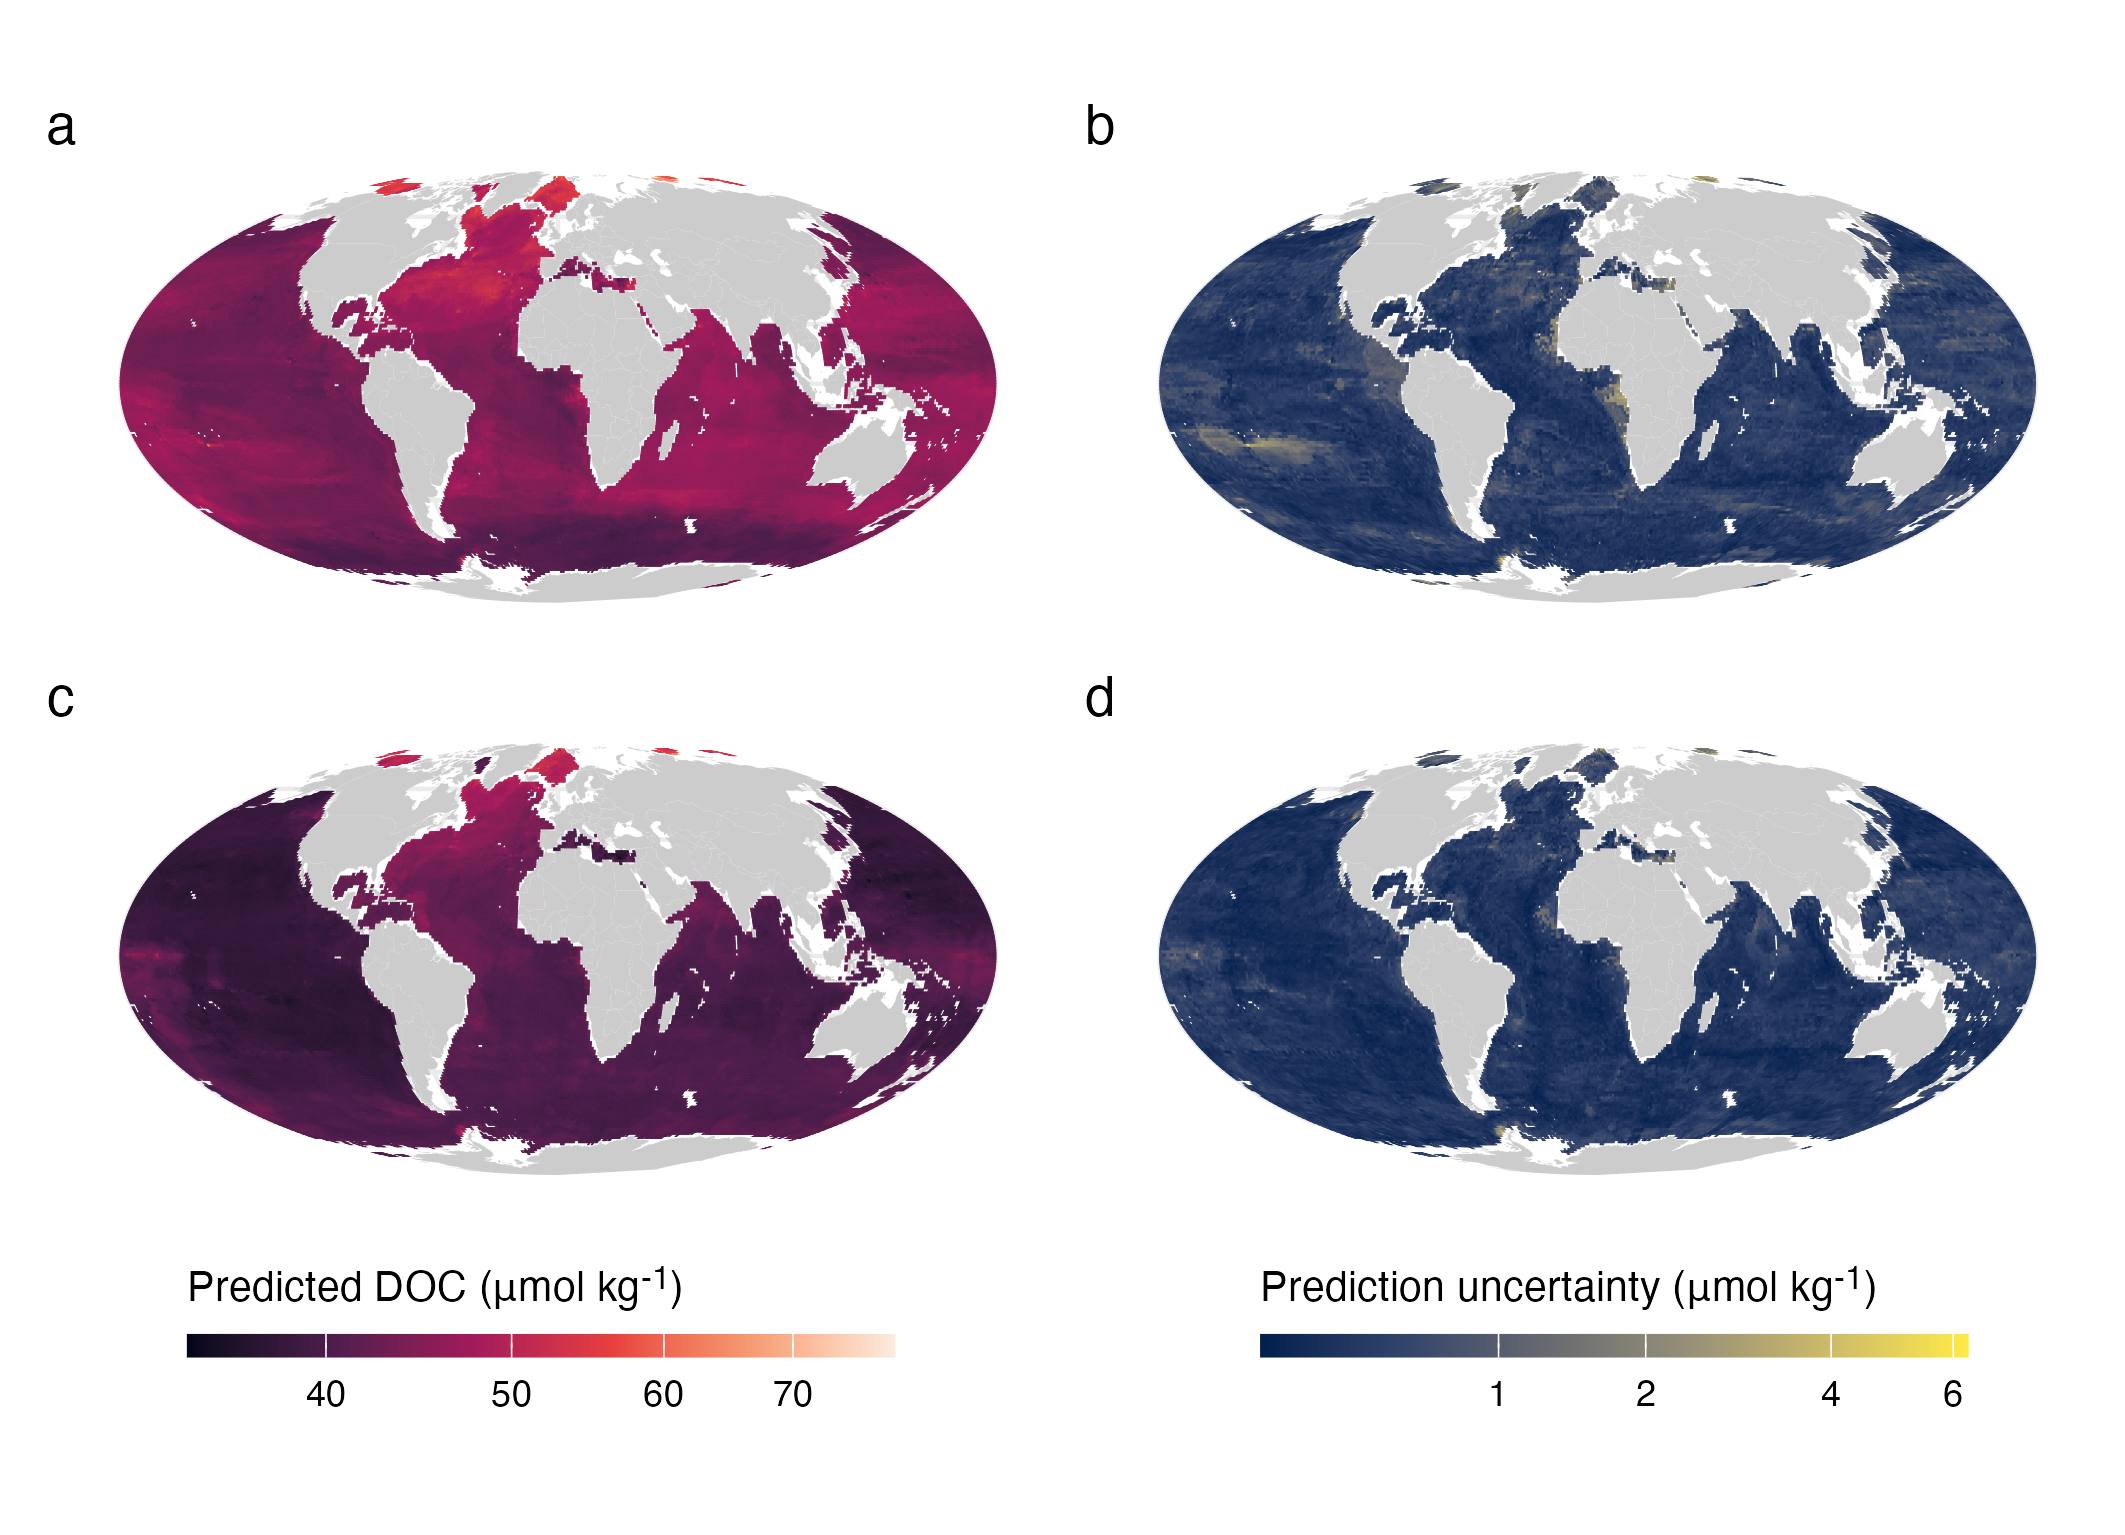 a
b
c
d
Predicted DOC (µmol kg⁻¹)
40 50 60 70
Prediction uncertainty (µmol kg⁻¹)
1 2 4 6